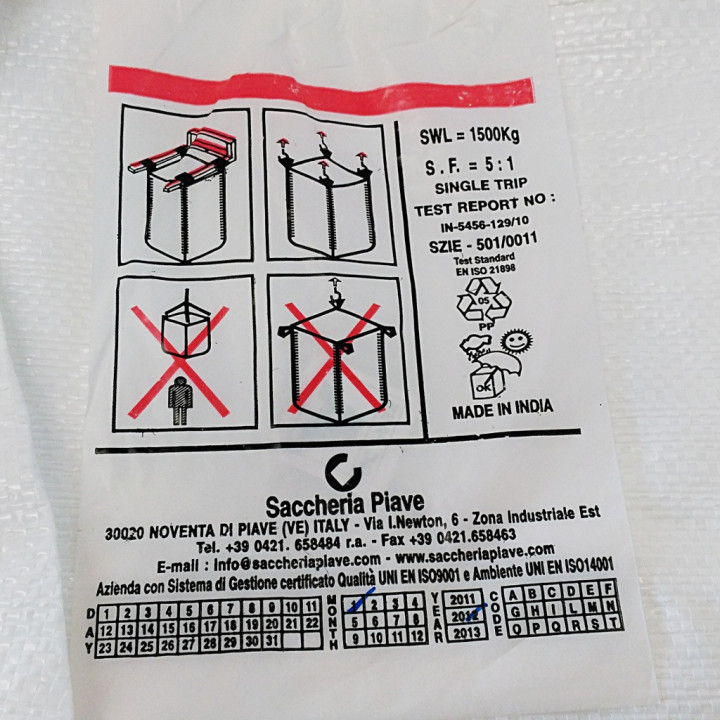 SWL = 1500Kg
S.F. = 5:1
SINGLE TRIP
TEST REPORT NO :
IN-5456-129/10
SZIE - 501/0011
Test Standard
EN ISO 21898
05
PP
OK
MADE IN INDIA
Saccheria Piave
30020 NOVENTA DI PIAVE (VE) ITALY - Via I.Newton, 6 - Zona Industriale Est
Tel. +39 0421. 658484 r.a. - Fax +39 0421.658463
E-mail : Info@saccheriapiave.com - www.saccheriapiave.com
Azienda con Sistema di Gestione certificato Qualità UNI EN ISO9001 e Ambiente UNI EN ISO14001
DAY
1 2 3 4 5 6 7 8 9 10 11
12 13 14 15 16 17 18 19 20 21 22
23 24 25 26 27 28 29 30 31
MONTH
1 2 3 4
5 6 7 8
9 10 11 12
YEAR
2011
2012
2013
CODE
A B C D E F
G H I L M N
O P Q R S T